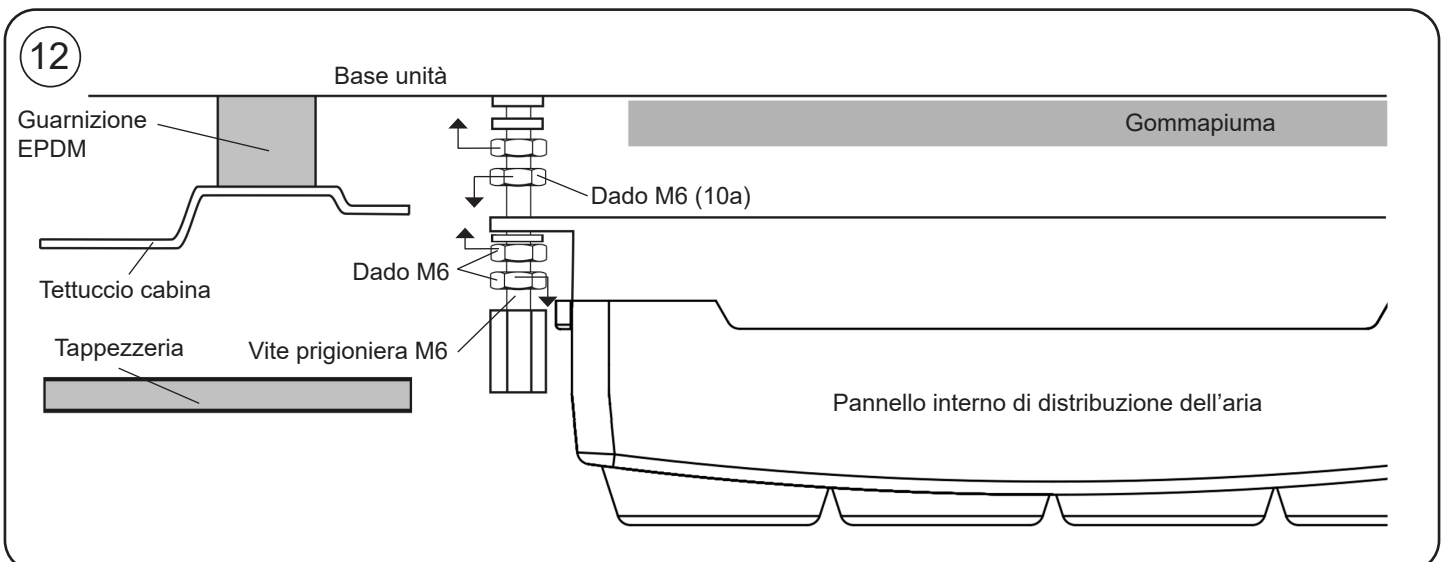 12
Base unità
Guarnizione
EPDM
Gommapiuma
Dado M6 (10a)
Dado M6
Tettuccio cabina
Tappezzeria
Vite prigioniera M6
Pannello interno di distribuzione dell’aria